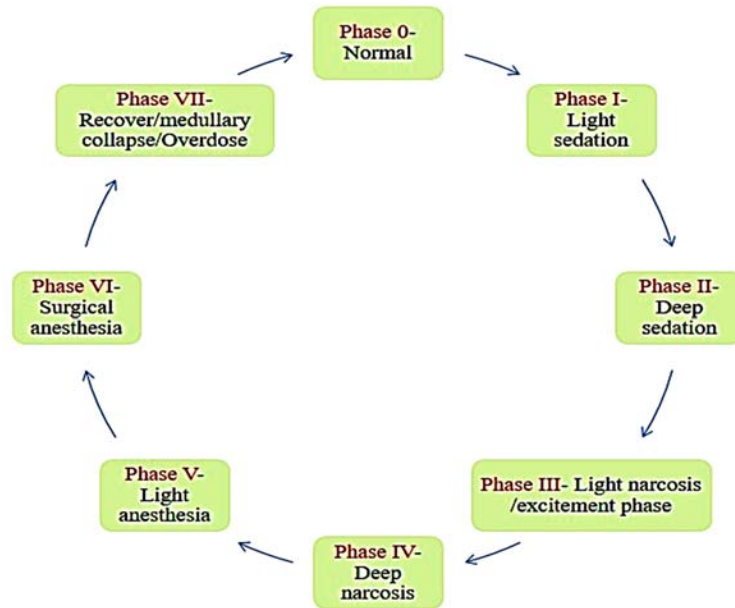 Phase 0-
Normal
Phase I-
Light
sedation
Phase II-
Deep
sedation
Phase III- Light narcosis
/excitement phase
Phase IV-
Deep
narcosis
Phase V-
Light
anesthesia
Phase VI-
Surgical
anesthesia
Phase VII-
Recover/medullary
collapse/Overdose